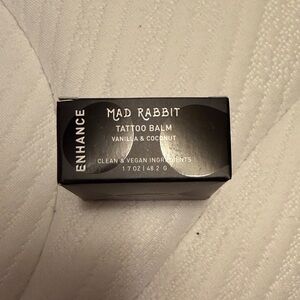 ENHANCE
MAD RABBIT
TATTOO BALM
VANILLA & COCONUT
CLEAN & VEGAN INGREDIENTS
1.7 OZ | 48.2 G